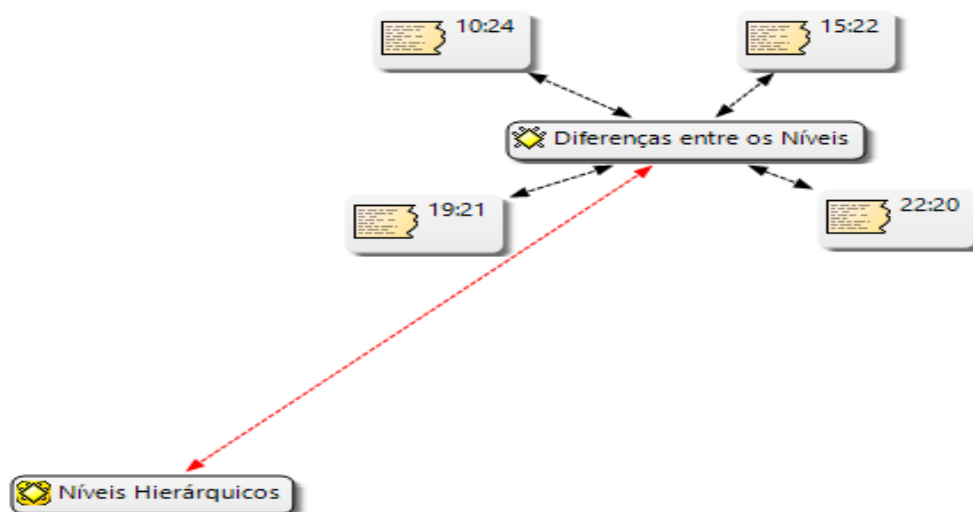 10:24
15:22
Diferenças entre os Níveis
19:21
22:20
Níveis Hierárquicos